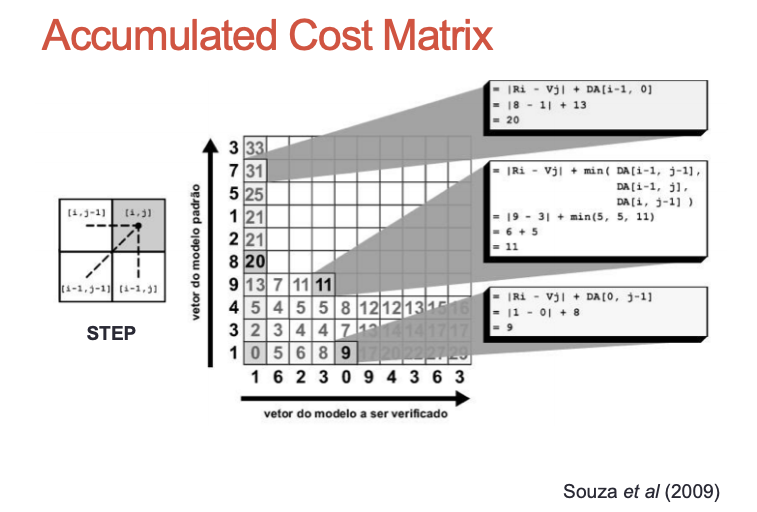 Accumulated Cost Matrix
= |Ri - Vj| + DA[i-1, 0]
= |8 - 1| + 13
= 20
= |Ri - Vj| + min( DA[i-1, j-1],
DA[i-1, j],
DA[i, j-1] )
= |9 - 3| + min(5, 5, 11)
= 6 + 5
= 11
= |Ri - Vj| + DA[0, j-1]
= |1 - 0| + 8
= 9
[i,j-1] [i,j]
[i-1,j-1] [i-1,j]
STEP
vetor do modelo padrão
3 33
7 31
5 25
1 21
2 21
8 20
9 13 7 11 11
4 5 4 5 5 8 12 12 13 15 16
3 2 3 4 4 7 13 14 14 17 17
1 0 5 6 8 9 17 20 22 27 29
1 6 2 3 0 9 4 3 6 3
vetor do modelo a ser verificado
Souza et al (2009)